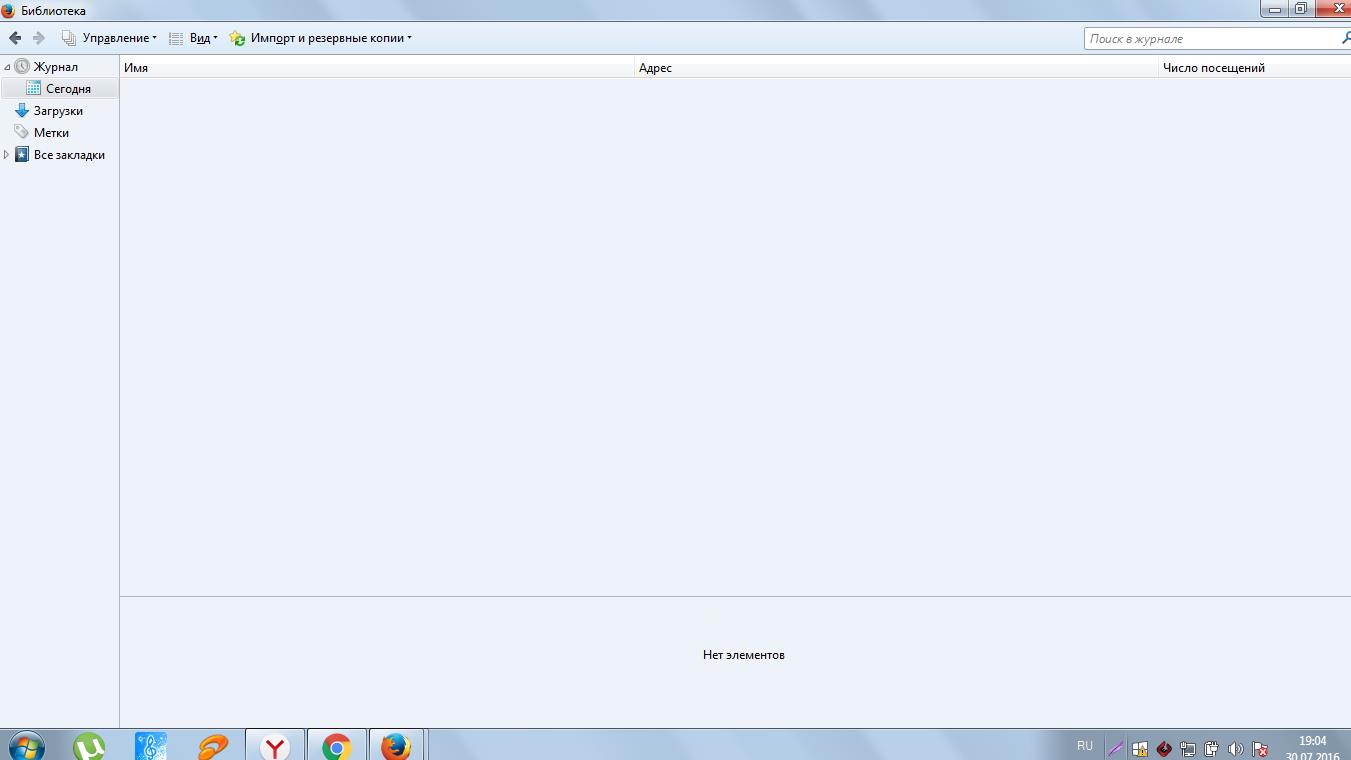 Библиотека
Управление Вид Импорт и резервные копии Поиск в журнале
Журнал
Сегодня
Загрузки
Метки
Все закладки
Имя Адрес Число посещений
Нет элементов
RU
19:04
30.07.2016